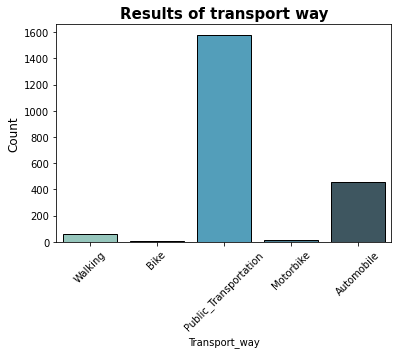 Results of transport way
Count
1600
1400
1200
1000
800
600
400
200
0
Walking
Bike
Public_Transportation
Motorbike
Automobile
Transport_way